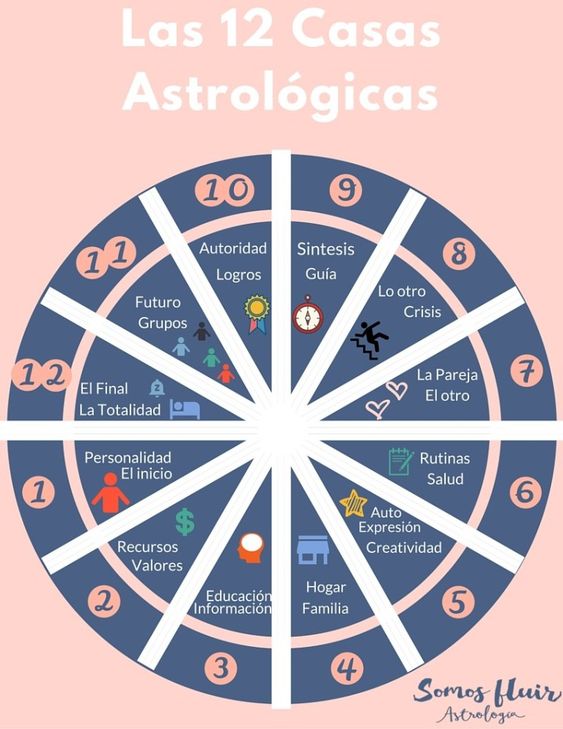 Las 12 Casas
Astrológicas
10
9
11
8
12
7
1
6
2
5
3
4
Autoridad
Logros
Sintesis
Guía
Futuro
Grupos
Lo otro
Crisis
El Final
La Totalidad
z
La Pareja
El otro
Personalidad
El inicio
Rutinas
Salud
$
Recursos
Valores
Auto
Expresión
Creatividad
Educación
Información
Hogar
Familia
Somos fluir
Astrología